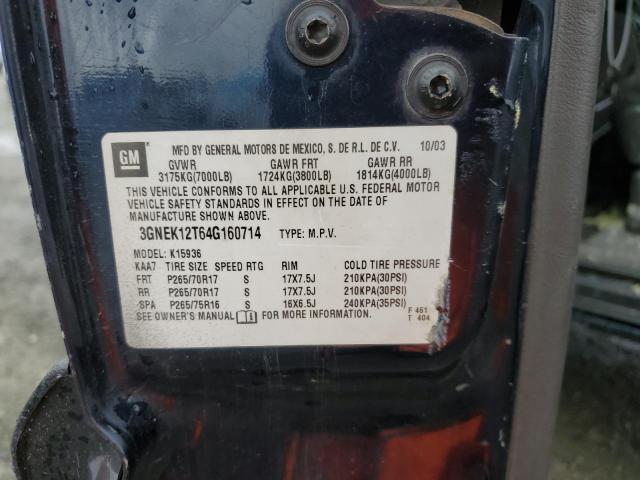 GM
MFD BY GENERAL MOTORS DE MEXICO, S. DE R.L. DE C.V. 10/03
GVWR GAWR FRT GAWR RR
3175KG(7000LB) 1724KG(3800LB) 1814KG(4000LB)
THIS VEHICLE CONFORMS TO ALL APPLICABLE U.S. FEDERAL MOTOR
VEHICLE SAFETY STANDARDS IN EFFECT ON THE DATE OF
MANUFACTURE SHOWN ABOVE.
3GNEK12T64G160714 TYPE: M.P.V.
MODEL: K15936
KAA7 TIRE SIZE SPEED RTG RIM COLD TIRE PRESSURE
FRT P265/70R17 S 17X7.5J 210KPA(30PSI)
RR P265/70R17 S 17X7.5J 210KPA(30PSI)
SPA P265/75R16 S 16X6.5J 240KPA(35PSI)
SEE OWNER'S MANUAL FOR MORE INFORMATION.
F 461
T 404